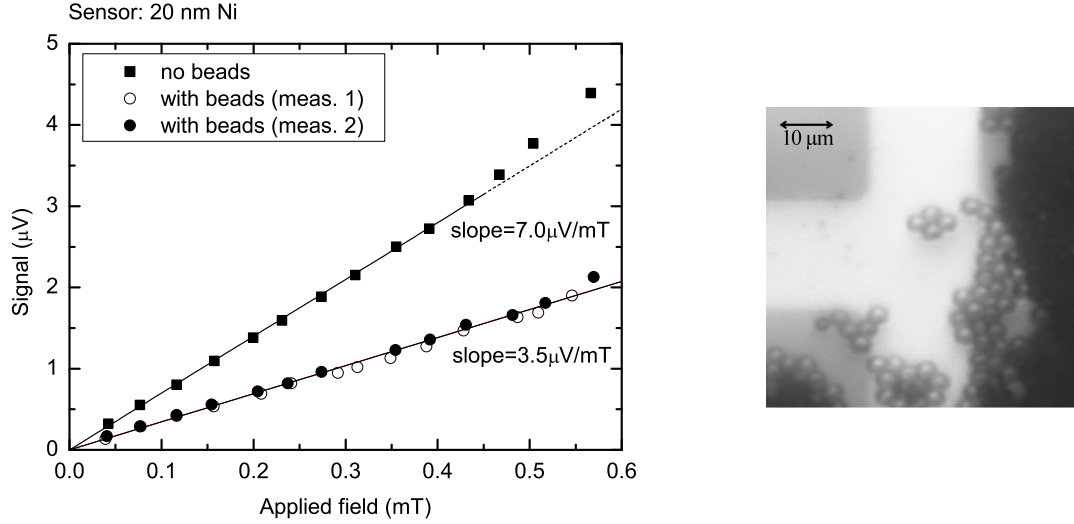 Sensor: 20 nm Ni
no beads
with beads (meas. 1)
with beads (meas. 2)
slope=7.0μV/mT
slope=3.5μV/mT
Signal (μV)
5
4
3
2
1
0
0.0 0.1 0.2 0.3 0.4 0.5 0.6
Applied field (mT)
10 μm